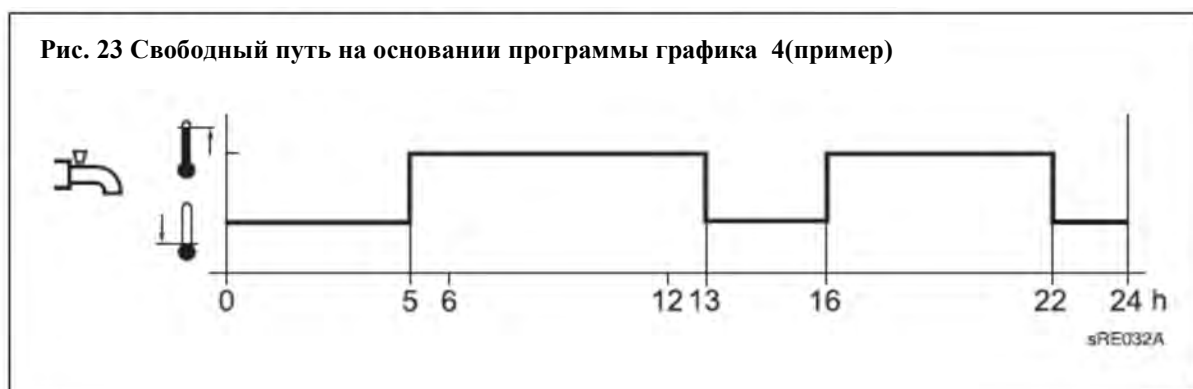 Рис. 23 Свободный путь на основании программы графика  4(пример)
0 5 6 12 13 16 22 24 h
sRE032A